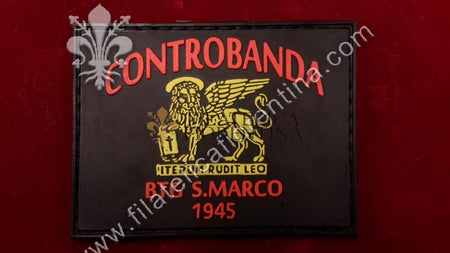 CONTROBANDA
ITERUM RUDIT LEO
BTG S.MARCO
1945
www.filatelicafiorentina.com